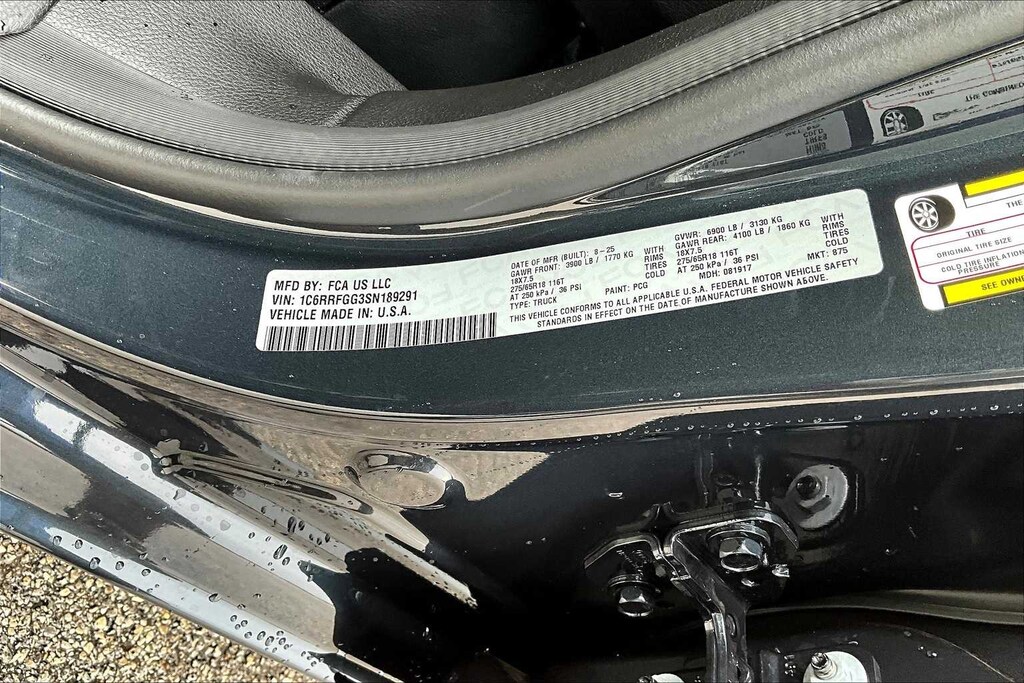 MFD BY: FCA US LLC
VIN: 1C6RRFGG3SN189291
VEHICLE MADE IN: U.S.A.
DATE OF MFR (BUILT): 8-25
GVWR: 6900 LB / 3130 KG
GAWR FRONT: 3900 LB / 1770 KG WITH
GAWR REAR: 4100 LB / 1860 KG WITH
18X7.5 RIMS
18X7.5 RIMS
275/65R18 116T TIRES
275/65R18 116T TIRES
AT 250 kPa / 36 PSI COLD
AT 250 kPa / 36 PSI COLD
TYPE: TRUCK PAINT: PCG MDH: 081917 MKT: 875
THIS VEHICLE CONFORMS TO ALL APPLICABLE U.S.A. FEDERAL MOTOR VEHICLE SAFETY
STANDARDS IN EFFECT ON THE DATE OF MANUFACTURE SHOWN ABOVE.
THE
TIRE
ORIGINAL TIRE SIZE
COLD TIRE INFLATION
SEE OWNE